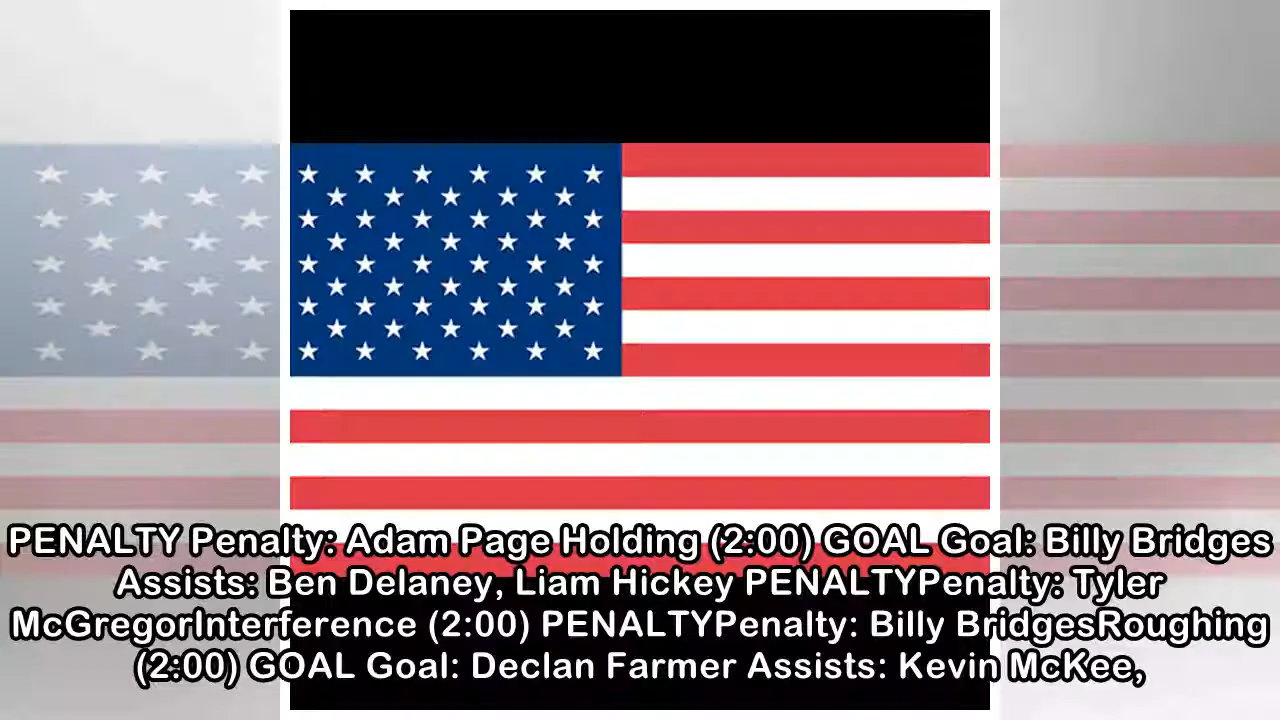 PENALTY Penalty: Adam Page Holding (2:00) GOAL Goal: Billy Bridges
Assists: Ben Delaney, Liam Hickey PENALTYPenalty: Tyler
McGregorInterference (2:00) PENALTYPenalty: Billy BridgesRoughing
(2:00) GOAL Goal: Declan Farmer Assists: Kevin McKee,